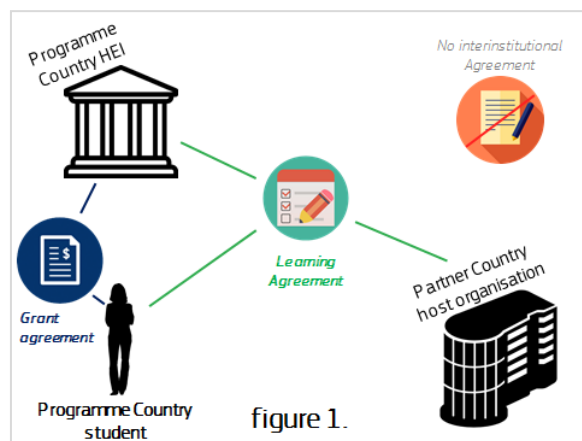 Programme
Country HEI
No interinstitutional
Agreement
$
Learning
Agreement
Partner Country
host organisation
Grant
agreement
Programme Country
student
figure 1.